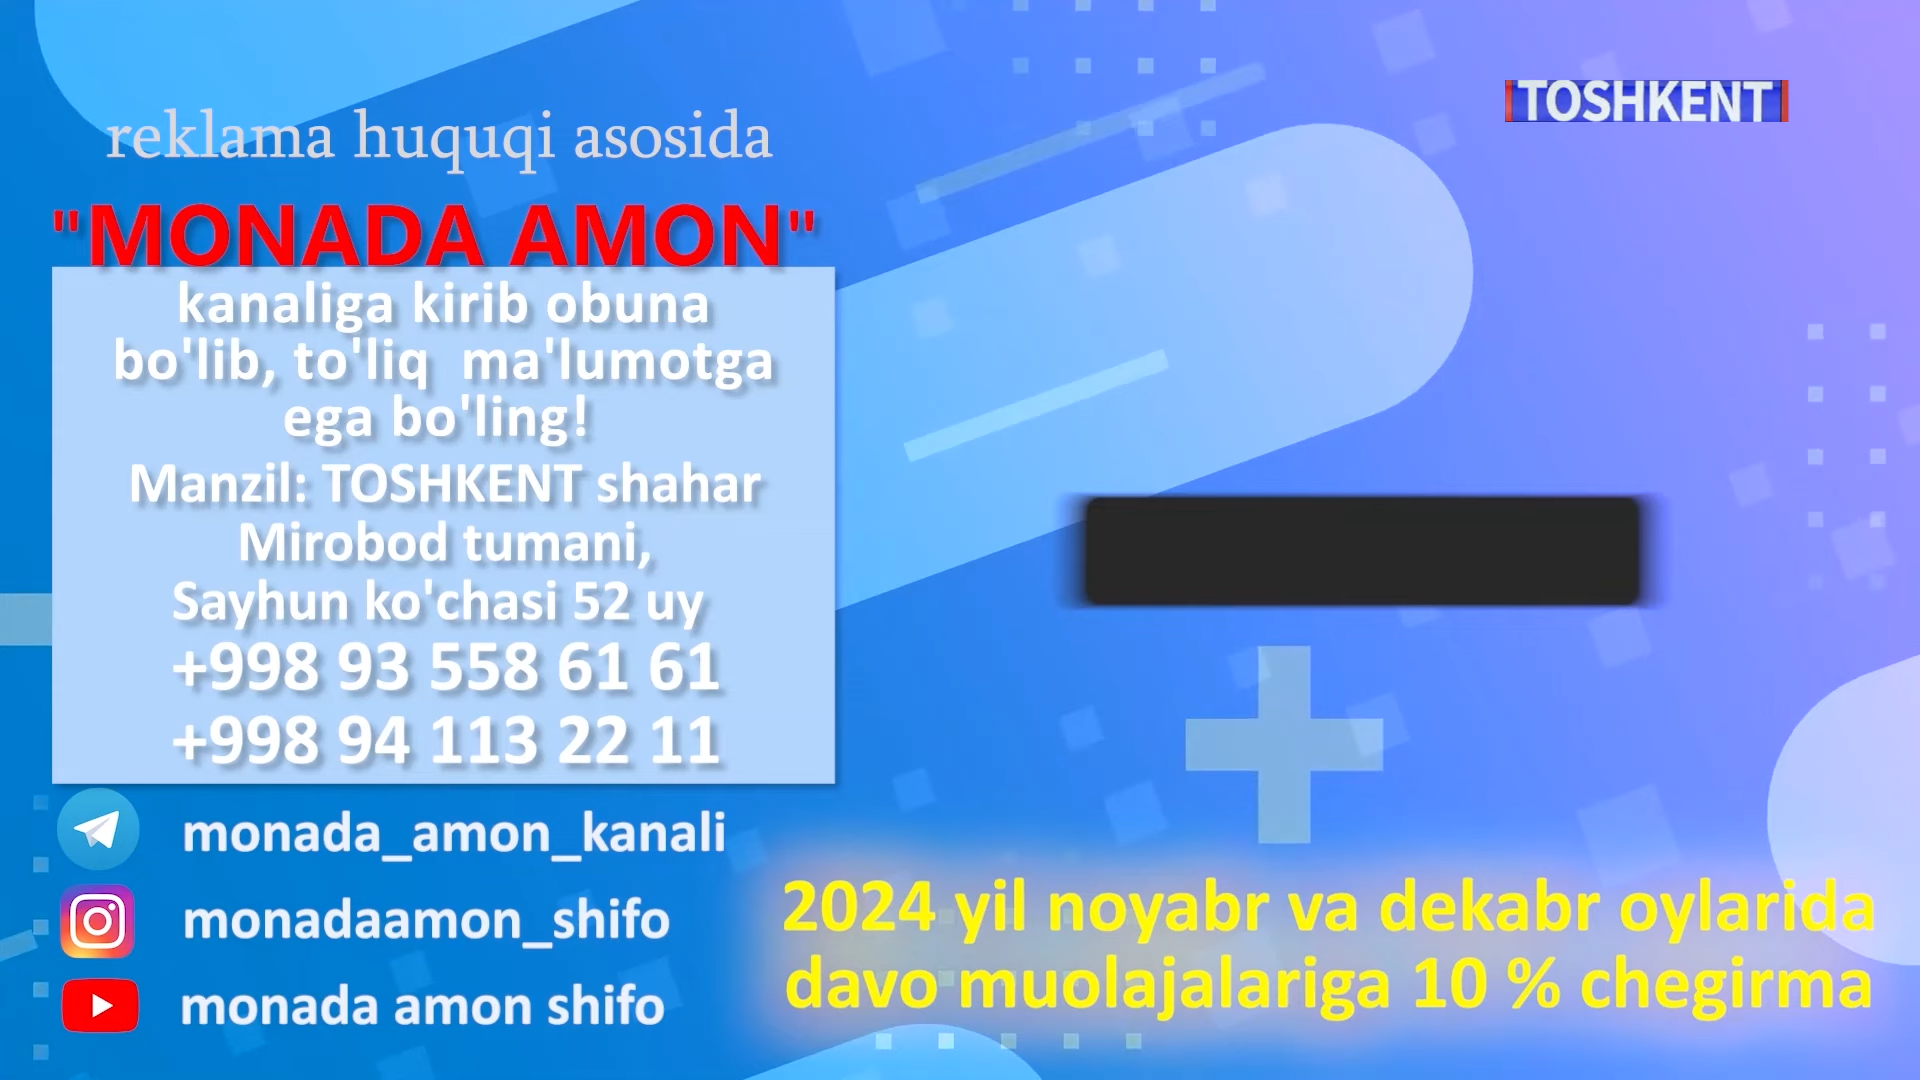 TOSHKENT
reklama huquqi asosida
"MONADA AMON"
kanaliga kirib obuna
bo'lib, to'liq ma'lumotga
ega bo'ling!
Manzil: TOSHKENT shahar
Mirobod tumani,
Sayhun ko'chasi 52 uy
+998 93 558 61 61
+998 94 113 22 11
monada_amon_kanali
monadaamon_shifo
monada amon shifo
2024 yil noyabr va dekabr oylarida
davo muolajalariga 10 % chegirma